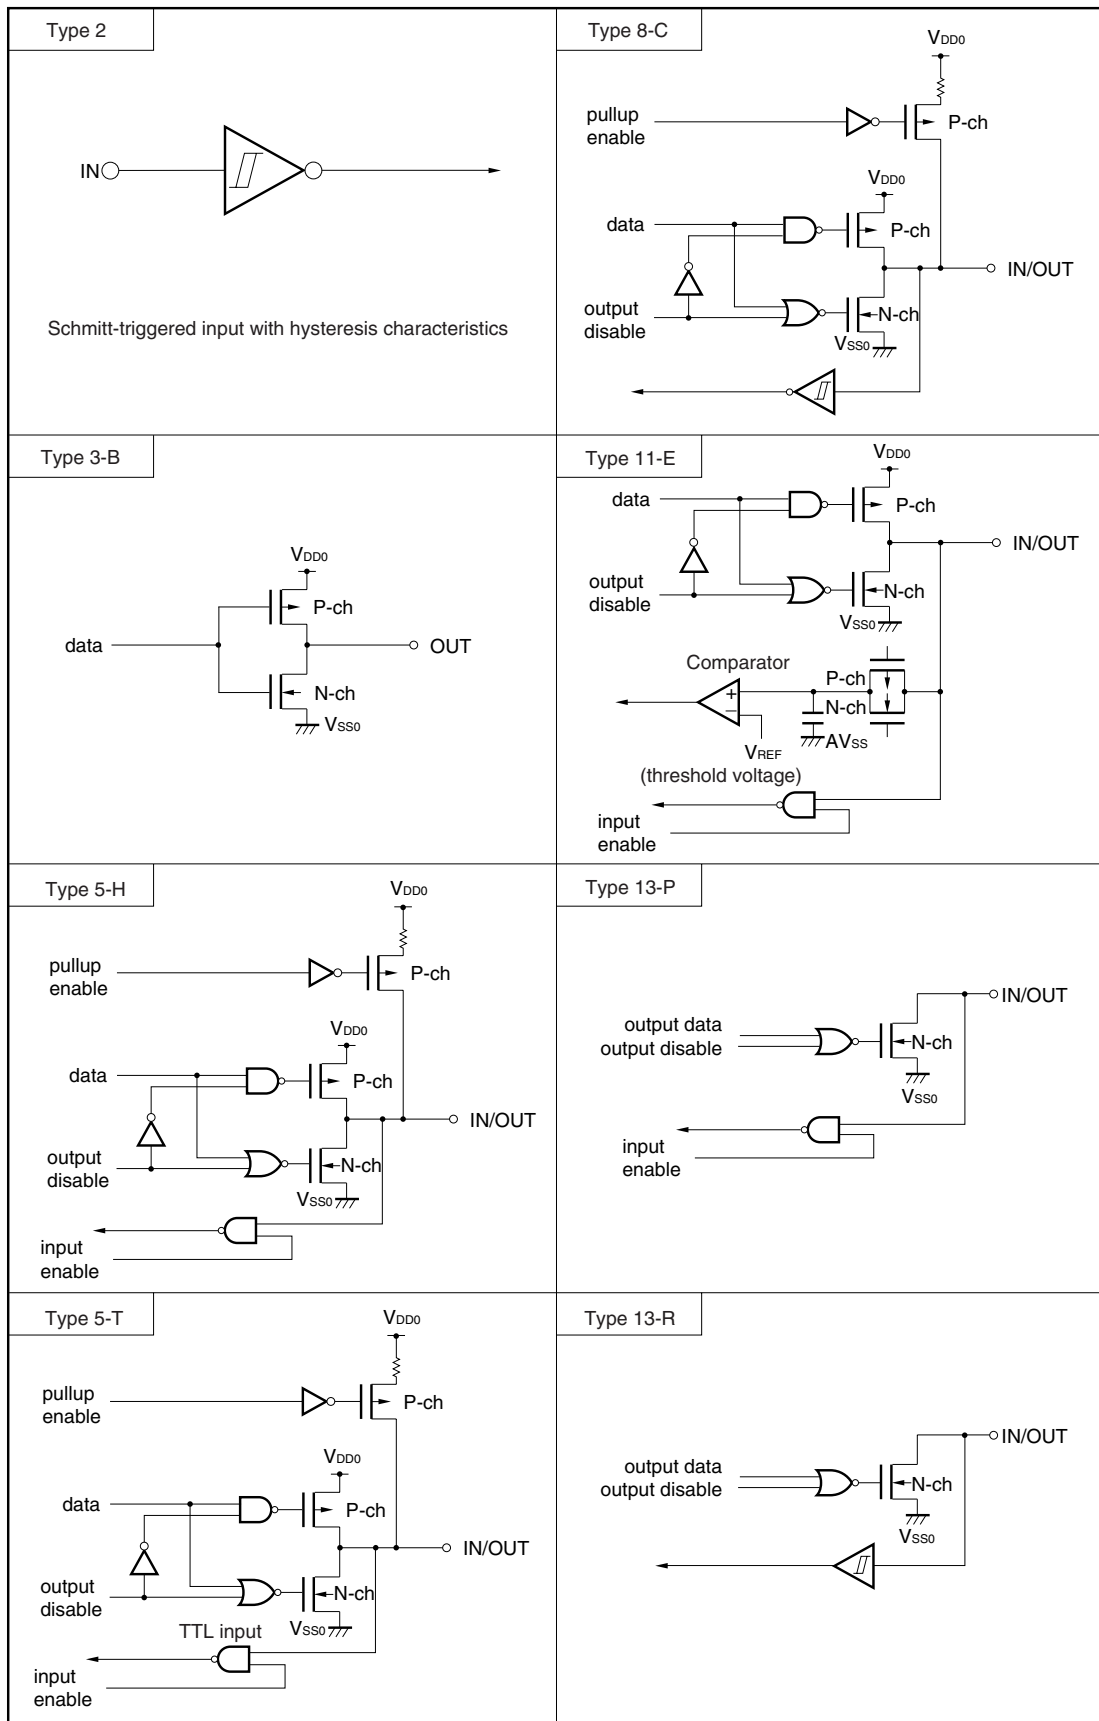 Type 2
IN
Schmitt-triggered input with hysteresis characteristics
Type 8-C
VDD0
pullup
enable
P-ch
VDD0
data
P-ch
IN/OUT
output
disable
N-ch
VSS0
Type 3-B
VDD0
P-ch
data
OUT
N-ch
VSS0
Type 11-E
VDD0
data
P-ch
IN/OUT
output
disable
N-ch
VSS0
Comparator
P-ch
N-ch
+
−
AVSS
VREF
(threshold voltage)
input
enable
Type 5-H
VDD0
pullup
enable
P-ch
VDD0
data
P-ch
IN/OUT
output
disable
N-ch
VSS0
input
enable
Type 13-P
IN/OUT
output data
output disable
N-ch
VSS0
input
enable
Type 5-T
VDD0
pullup
enable
P-ch
VDD0
data
P-ch
IN/OUT
output
disable
N-ch
VSS0
TTL input
input
enable
Type 13-R
IN/OUT
output data
output disable
N-ch
VSS0